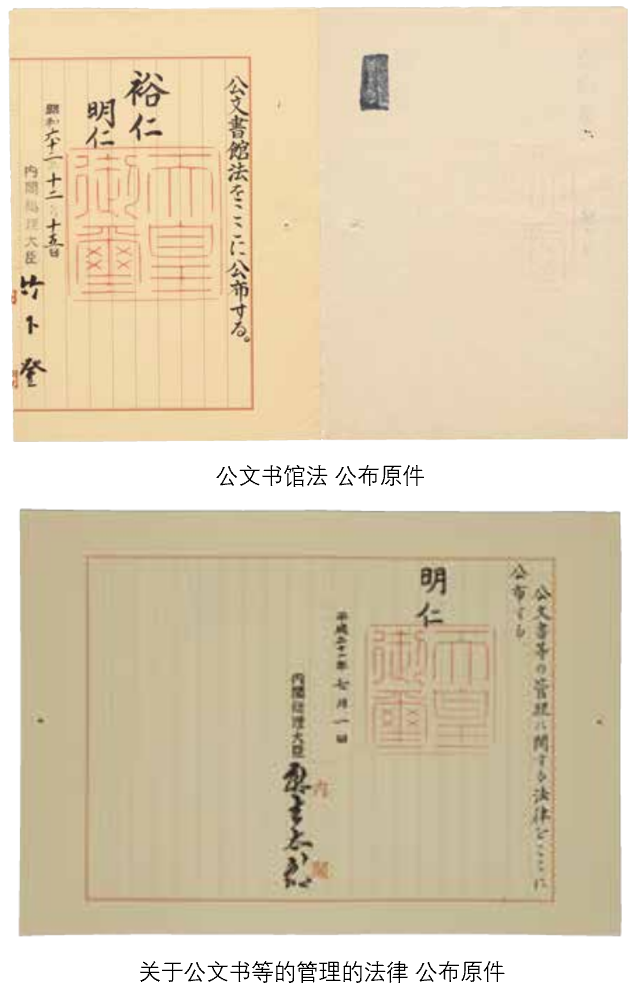 公文書館法をここに公布する。
裕仁
明仁
天皇
御璽
昭和六十二年十二月十五日
内閣総理大臣 竹下登
公文书馆法 公布原件
公文書等の管理に関する法律をここに
公布する
明仁
天皇
御璽
平成二十一年七月一日
内閣総理大臣 麻生太郎
内閣
关于公文书等的管理的法律 公布原件